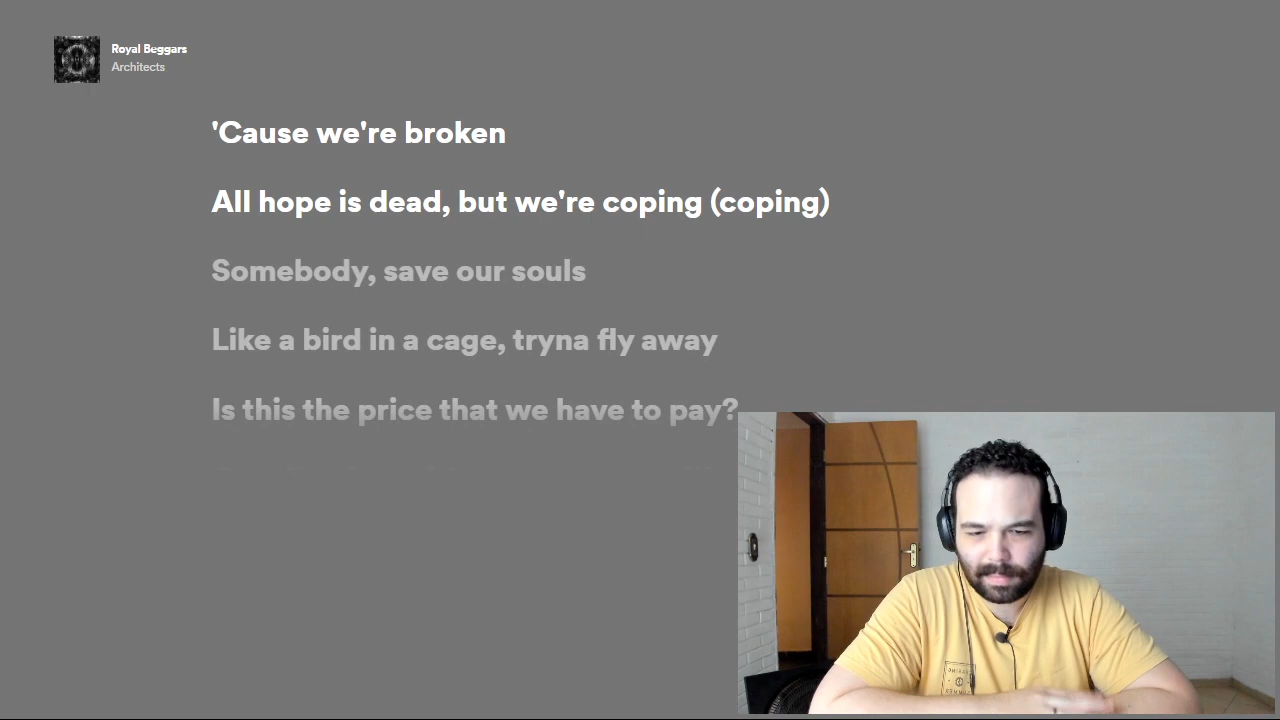 Royal Beggars
Architects
'Cause we're broken
All hope is dead, but we're coping (coping)
Somebody, save our souls
Like a bird in a cage, tryna fly away
Is this the price that we have to pay?